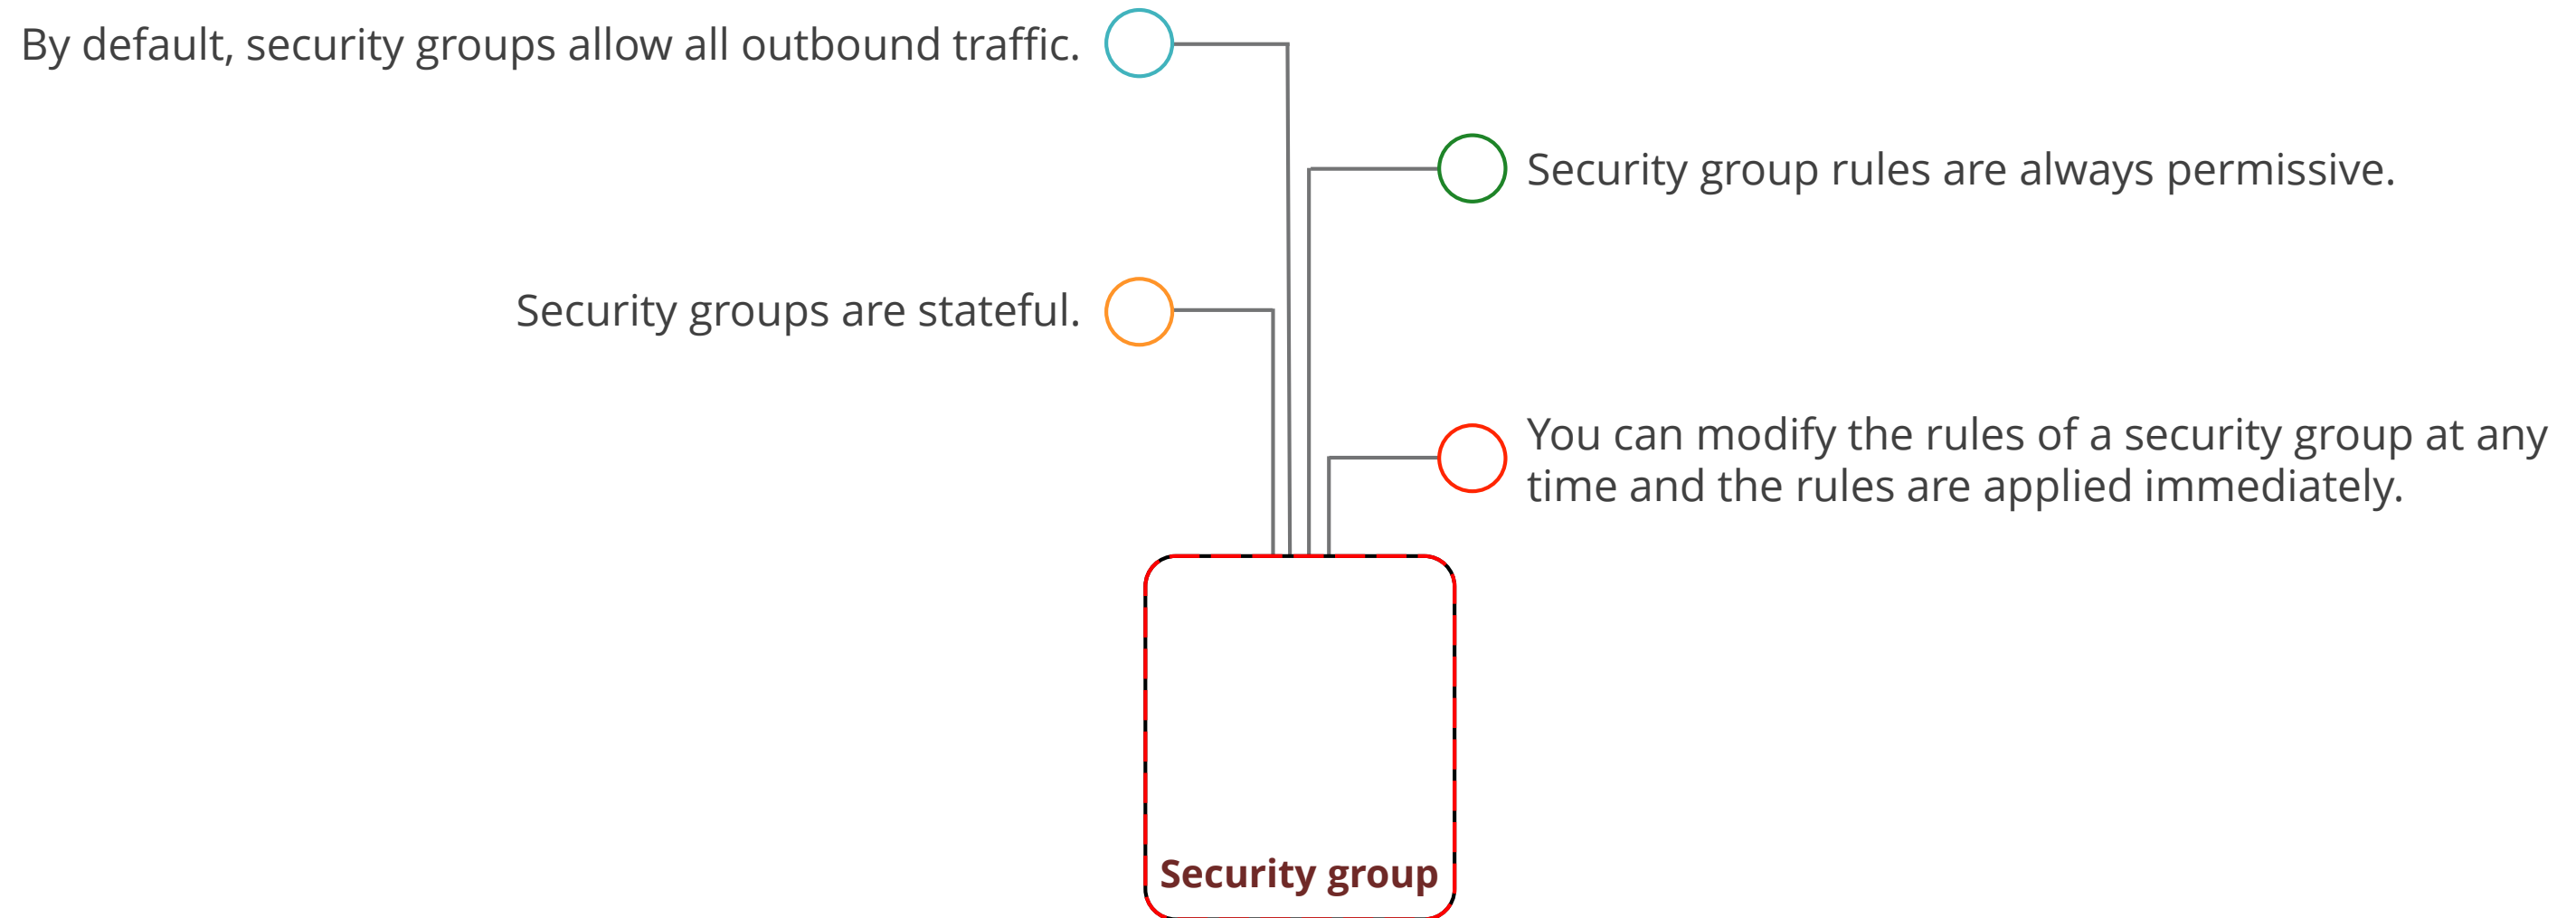 By default, security groups allow all outbound traffic.
Security group rules are always permissive.
Security groups are stateful.
You can modify the rules of a security group at any
time and the rules are applied immediately.
Security group